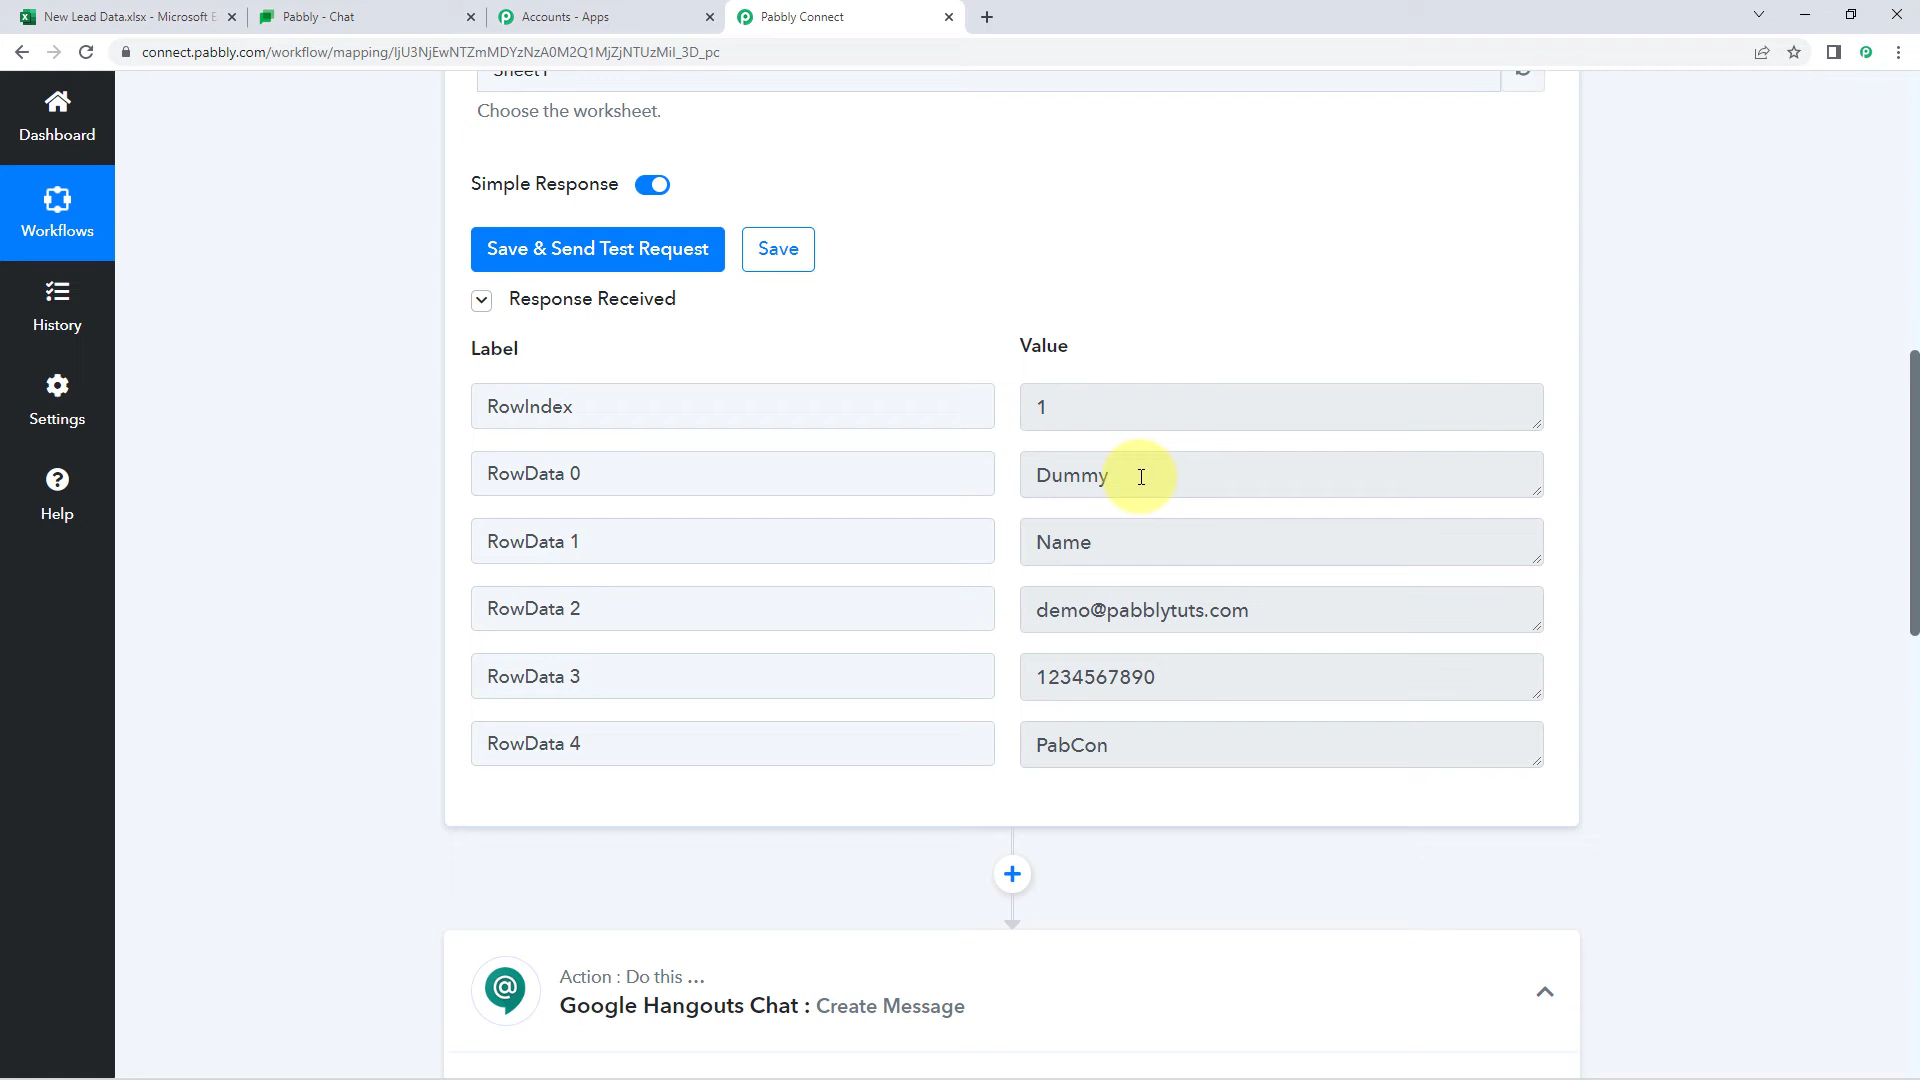 New Lead Data.xlsx - Microsoft E
Pabbly - Chat
Accounts - Apps
Pabbly Connect
connect.pabbly.com/workflow/mapping/
Sheet1
Choose the worksheet.
Dashboard
Workflows
History
Settings
Help
Simple Response
Save & Send Test Request
Save
Response Received
Label
Value
RowIndex
1
RowData 0
Dummy
RowData 1
Name
RowData 2
demo@pabblytuts.com
RowData 3
1234567890
RowData 4
PabCon
Action : Do this ...
Google Hangouts Chat : Create Message